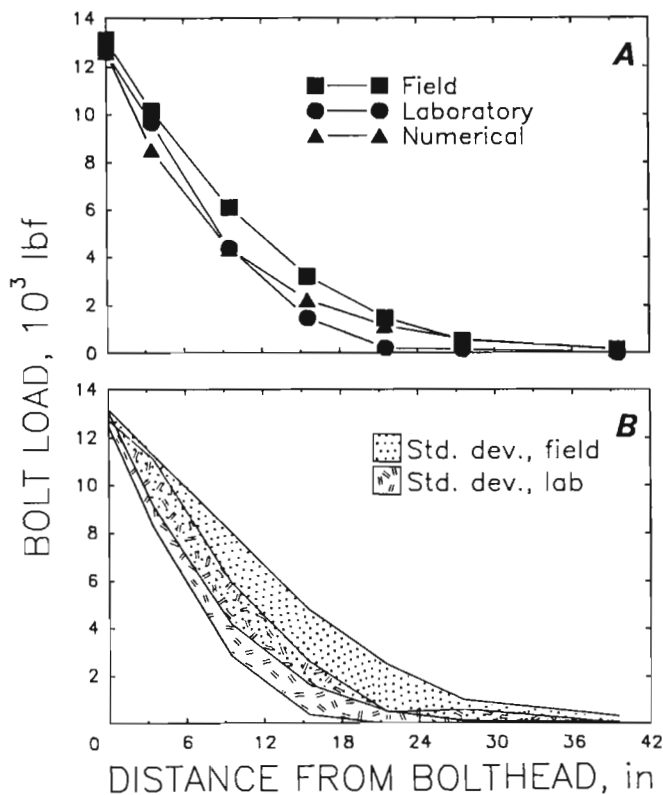 A
14
12
10
8
6
4
2
0
Field
Laboratory
Numerical
B
14
12
10
8
6
4
2
Std. dev., field
Std. dev., lab
0 6 12 18 24 30 36 42
BOLT LOAD, 10³ lbf
DISTANCE FROM BOLTHEAD, in